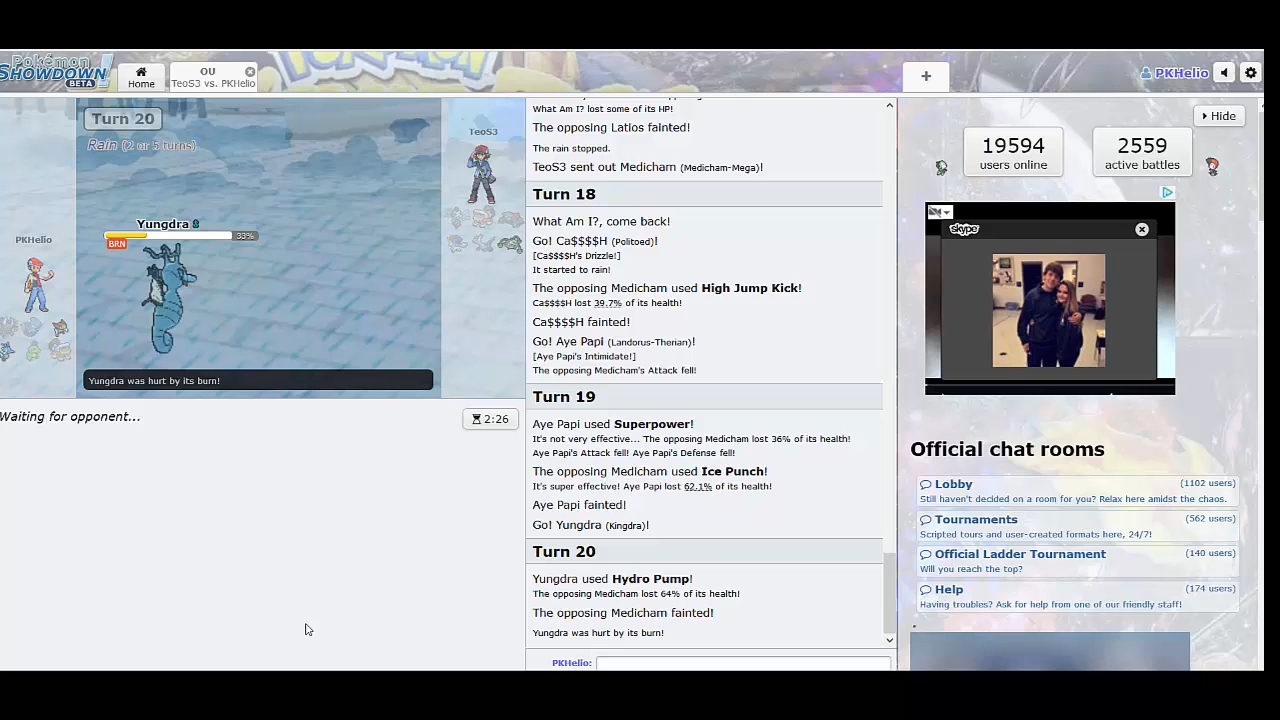 Pokémon
SHOWDOWN!
BETA
Home
OU
TeoS3 vs. PKHelio
+
PKHelio
Turn 20
Rain (2 or 5 turns)
Yungdra
33%
BRN
PKHelio
TeoS3
Yungdra was hurt by its burn!
Waiting for opponent...
2:26
What Am I? lost some of its HP!
The opposing Latios fainted!
The rain stopped.
TeoS3 sent out Medicham (Medicham-Mega)!
Turn 18
What Am I?, come back!
Go! Ca$$$$H (Politoed)!
[Ca$$$$H's Drizzle!]
It started to rain!
The opposing Medicham used High Jump Kick!
Ca$$$$H lost 39.7% of its health!
Ca$$$$H fainted!
Go! Aye Papi (Landorus-Therian)!
[Aye Papi's Intimidate!]
The opposing Medicham's Attack fell!
Turn 19
Aye Papi used Superpower!
It's not very effective... The opposing Medicham lost 36% of its health!
Aye Papi's Attack fell! Aye Papi's Defense fell!
The opposing Medicham used Ice Punch!
It's super effective! Aye Papi lost 62.1% of its health!
Aye Papi fainted!
Go! Yungdra (Kingdra)!
Turn 20
Yungdra used Hydro Pump!
The opposing Medicham lost 64% of its health!
The opposing Medicham fainted!
Yungdra was hurt by its burn!
PKHelio:
Hide
19594
users online
2559
active battles
skype
Official chat rooms
Lobby (1102 users)
Still haven't decided on a room for you? Relax here amidst the chaos.
Tournaments (562 users)
Scripted tours and user-created formats here, 24/7!
Official Ladder Tournament (140 users)
Will you reach the top?
Help (174 users)
Having troubles? Ask for help from one of our friendly staff!